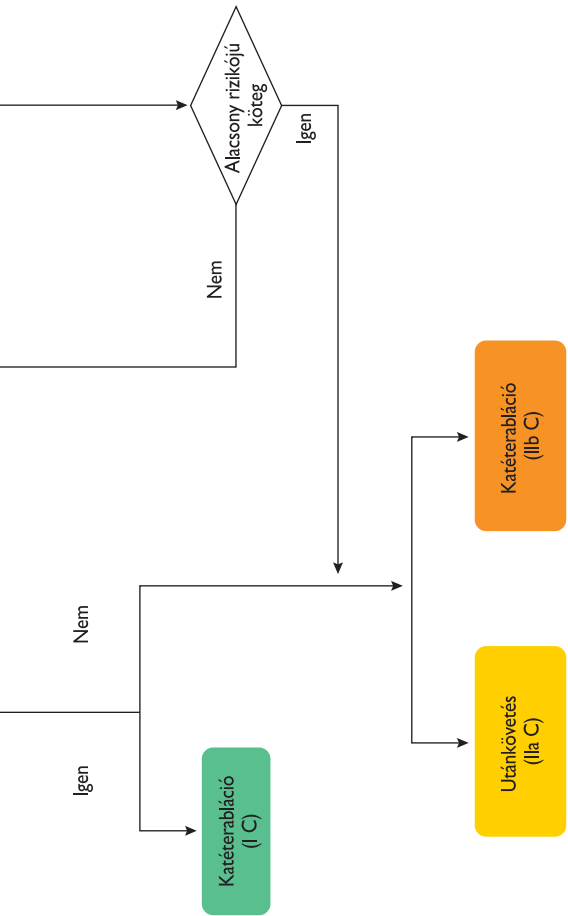 Igen
Katéterabláció
(I C)
Nem
Utánkövetés
(IIa C)
Katéterabláció
(IIb C)
Nem
Alacsony rizikójú
köteg
Igen